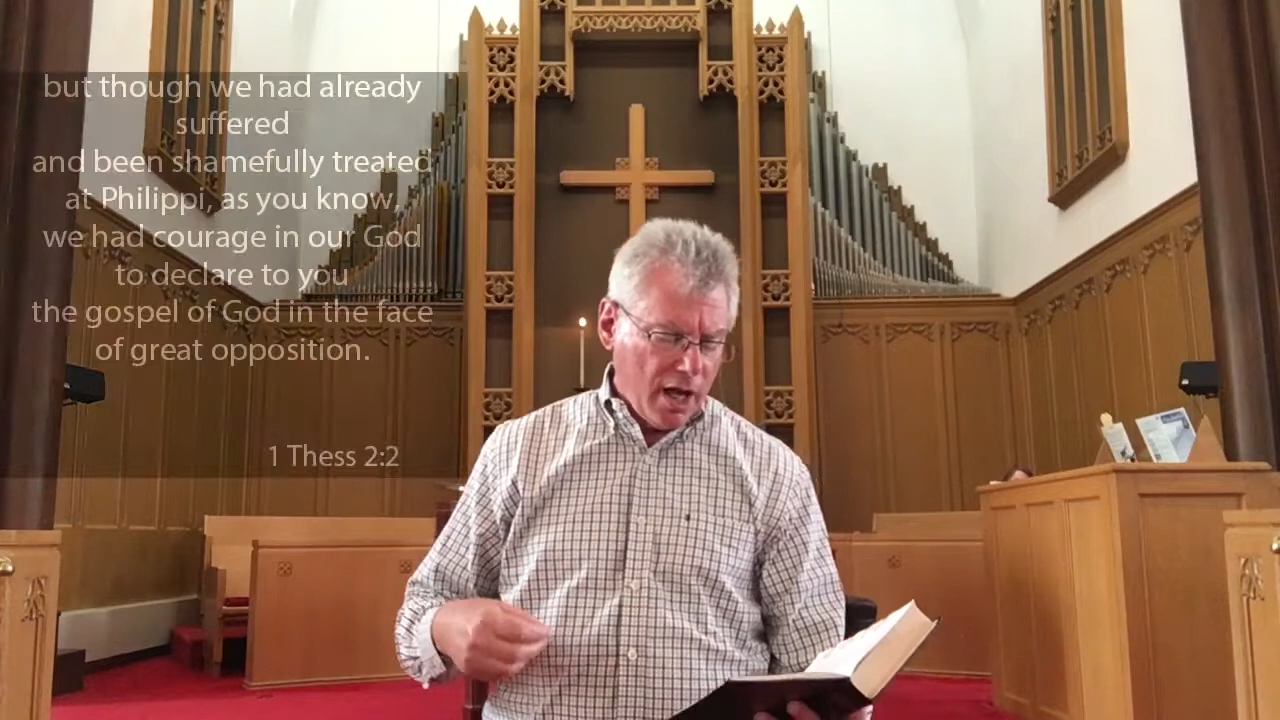 but though we had already
suffered
and been shamefully treated
at Philippi, as you know,
we had courage in our God
to declare to you
the gospel of God in the face
of great opposition.
1 Thess 2:2